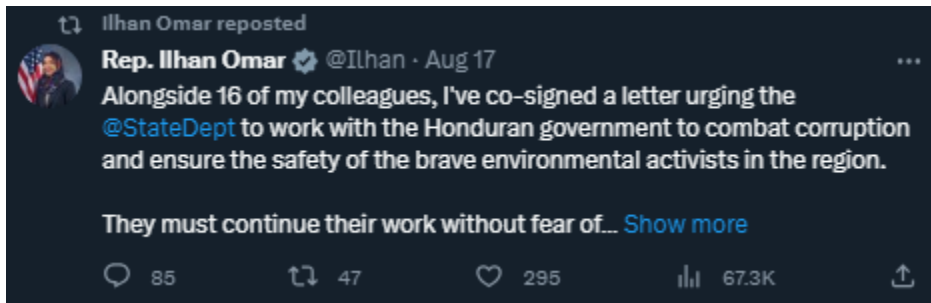 Ilhan Omar reposted
Rep. Ilhan Omar @Ilhan · Aug 17
Alongside 16 of my colleagues, I've co-signed a letter urging the
@StateDept to work with the Honduran government to combat corruption
and ensure the safety of the brave environmental activists in the region.
They must continue their work without fear of... Show more
85 47 295 67.3K